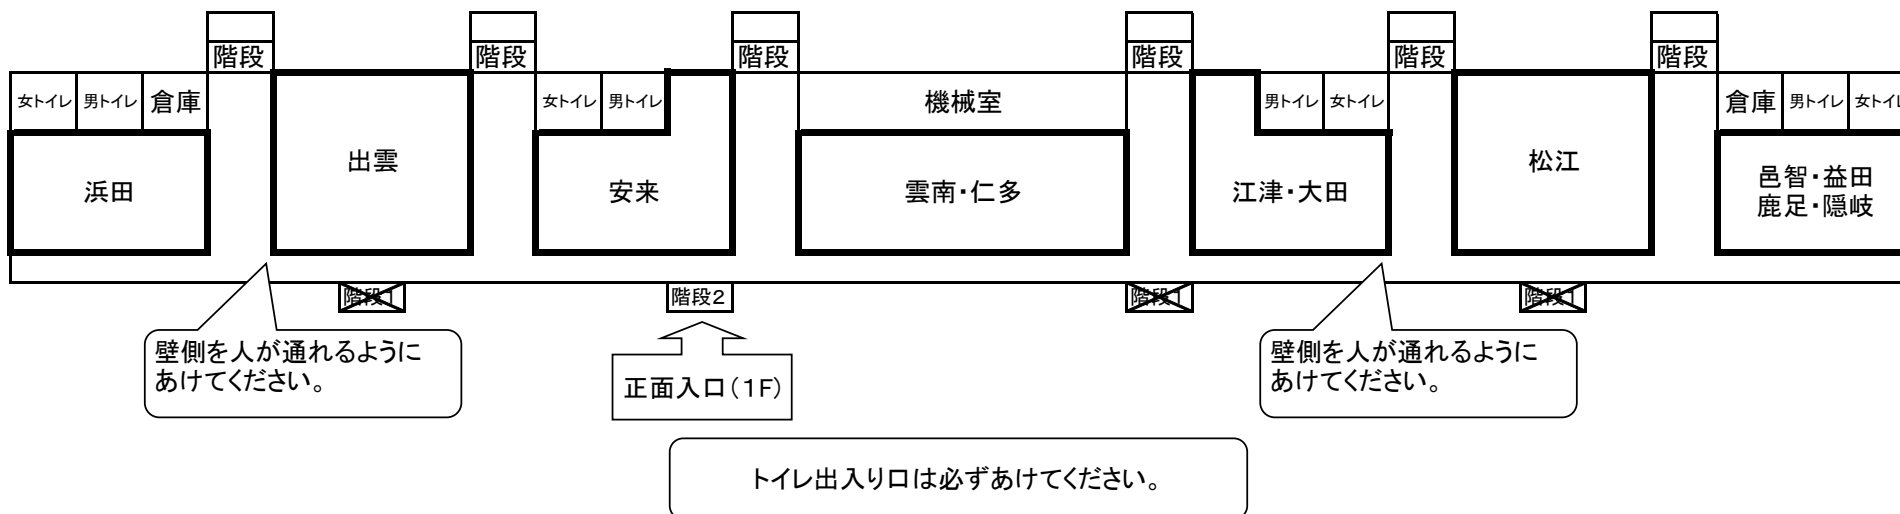 階段
階段
階段
階段
階段
階段
女トイレ
男トイレ
倉庫
女トイレ
男トイレ
機械室
男トイレ
女トイレ
倉庫
男トイレ
女トイレ
浜田
出雲
安来
雲南・仁多
江津・大田
松江
邑智・益田
鹿足・隠岐
階段1
階段2
階段1
階段1
壁側を人が通れるように
あけてください。
正面入口(1F)
壁側を人が通れるように
あけてください。
トイレ出入り口は必ずあけてください。